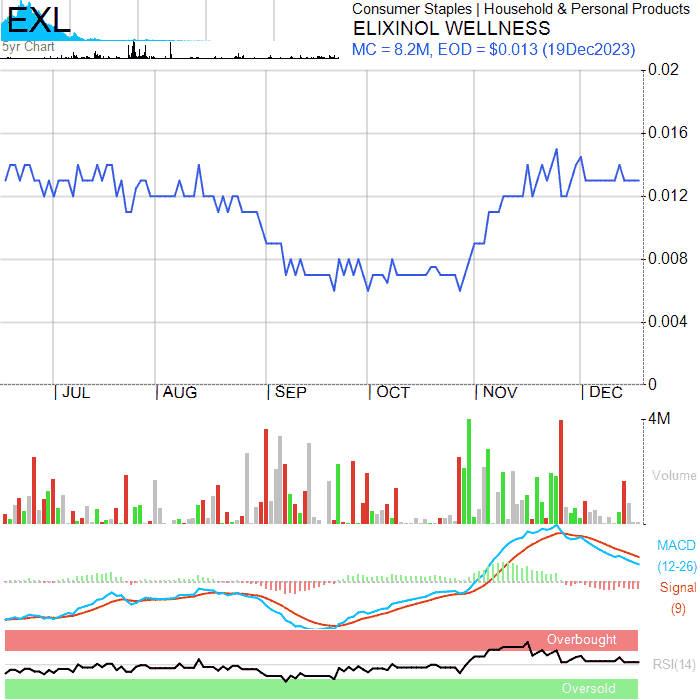 EXL
5yr Chart
Consumer Staples | Household & Personal Products
ELIXINOL WELLNESS
MC = 8.2M, EOD = $0.013 (19Dec2023)
0.02
0.016
0.012
0.008
0.004
0
JUL AUG SEP OCT NOV DEC
4M
Volume
MACD
(12-26)
Signal
(9)
Overbought
RSI(14)
Oversold